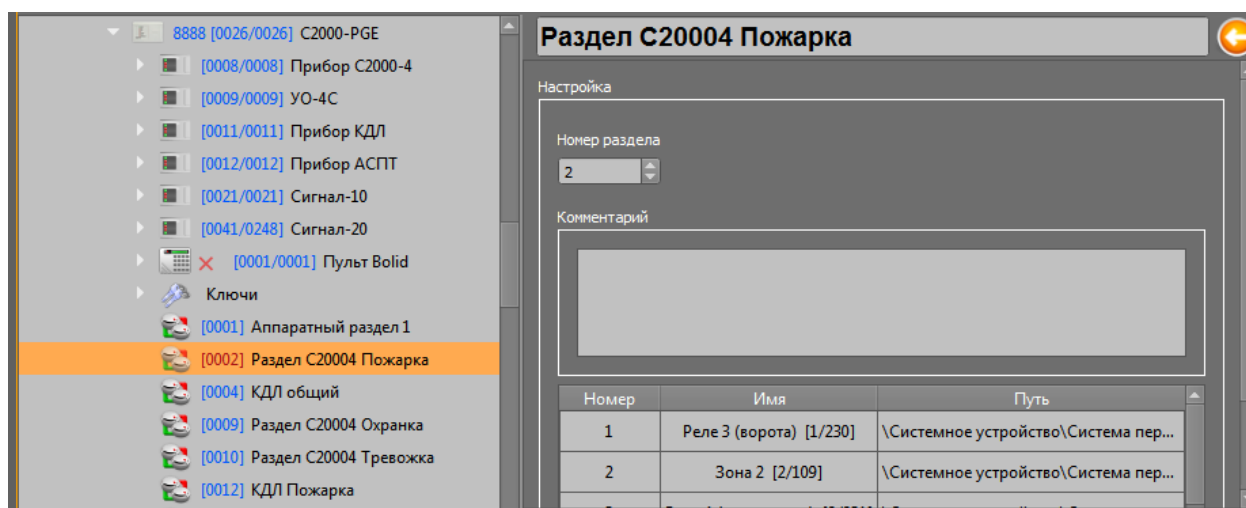 8888 [0026/0026] C2000-PGE
[0008/0008] Прибор С2000-4
[0009/0009] УО-4С
[0011/0011] Прибор КДЛ
[0012/0012] Прибор АСПТ
[0021/0021] Сигнал-10
[0041/0248] Сигнал-20
[0001/0001] Пульт Bolid
Ключи
[0001] Аппаратный раздел 1
[0002] Раздел С20004 Пожарка
[0004] КДЛ общий
[0009] Раздел С20004 Охранка
[0010] Раздел С20004 Тревожка
[0012] КДЛ Пожарка
Раздел С20004 Пожарка
Настройка
Номер раздела
2
Комментарий
Номер Имя Путь
1 Реле 3 (ворота) [1/230] \Системное устройство\Система пер...
2 Зона 2 [2/109] \Системное устройство\Система пер...